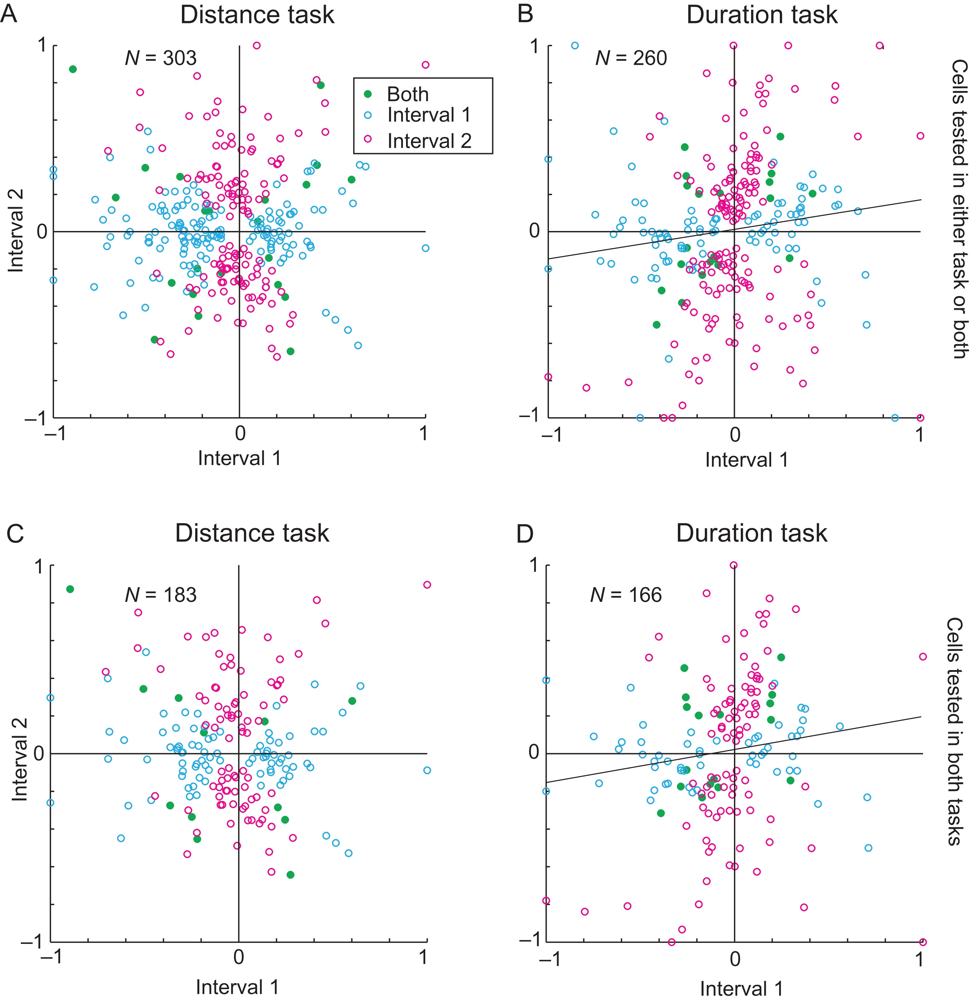 A
Distance task
1
N = 303
Both
Interval 1
Interval 2
Interval 2
0
–1
–1
0
1
Interval 1
B
Duration task
1
N = 260
0
–1
–1
0
1
Interval 1
Cells tested in either task or both
C
Distance task
1
N = 183
Interval 2
0
–1
–1
0
1
Interval 1
D
Duration task
1
N = 166
0
–1
–1
0
1
Interval 1
Cells tested in both tasks